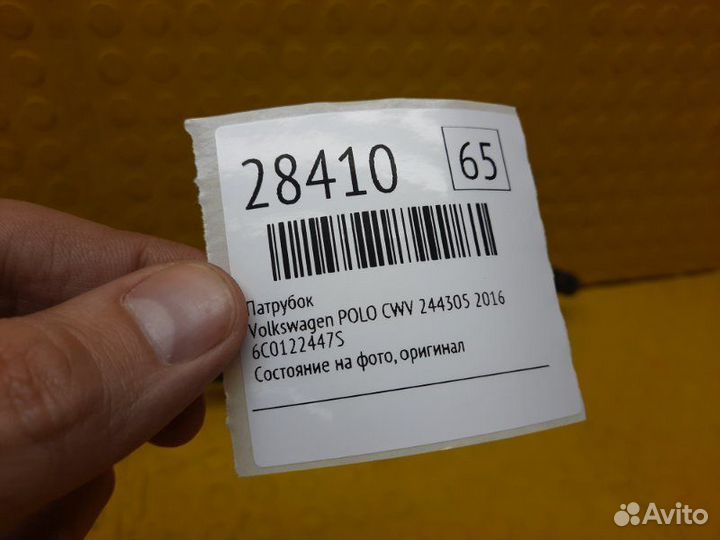 28410
65
Патрубок
Volkswagen POLO CWV 244305 2016
6C0122447S
Состояние на фото, оригинал
Avito